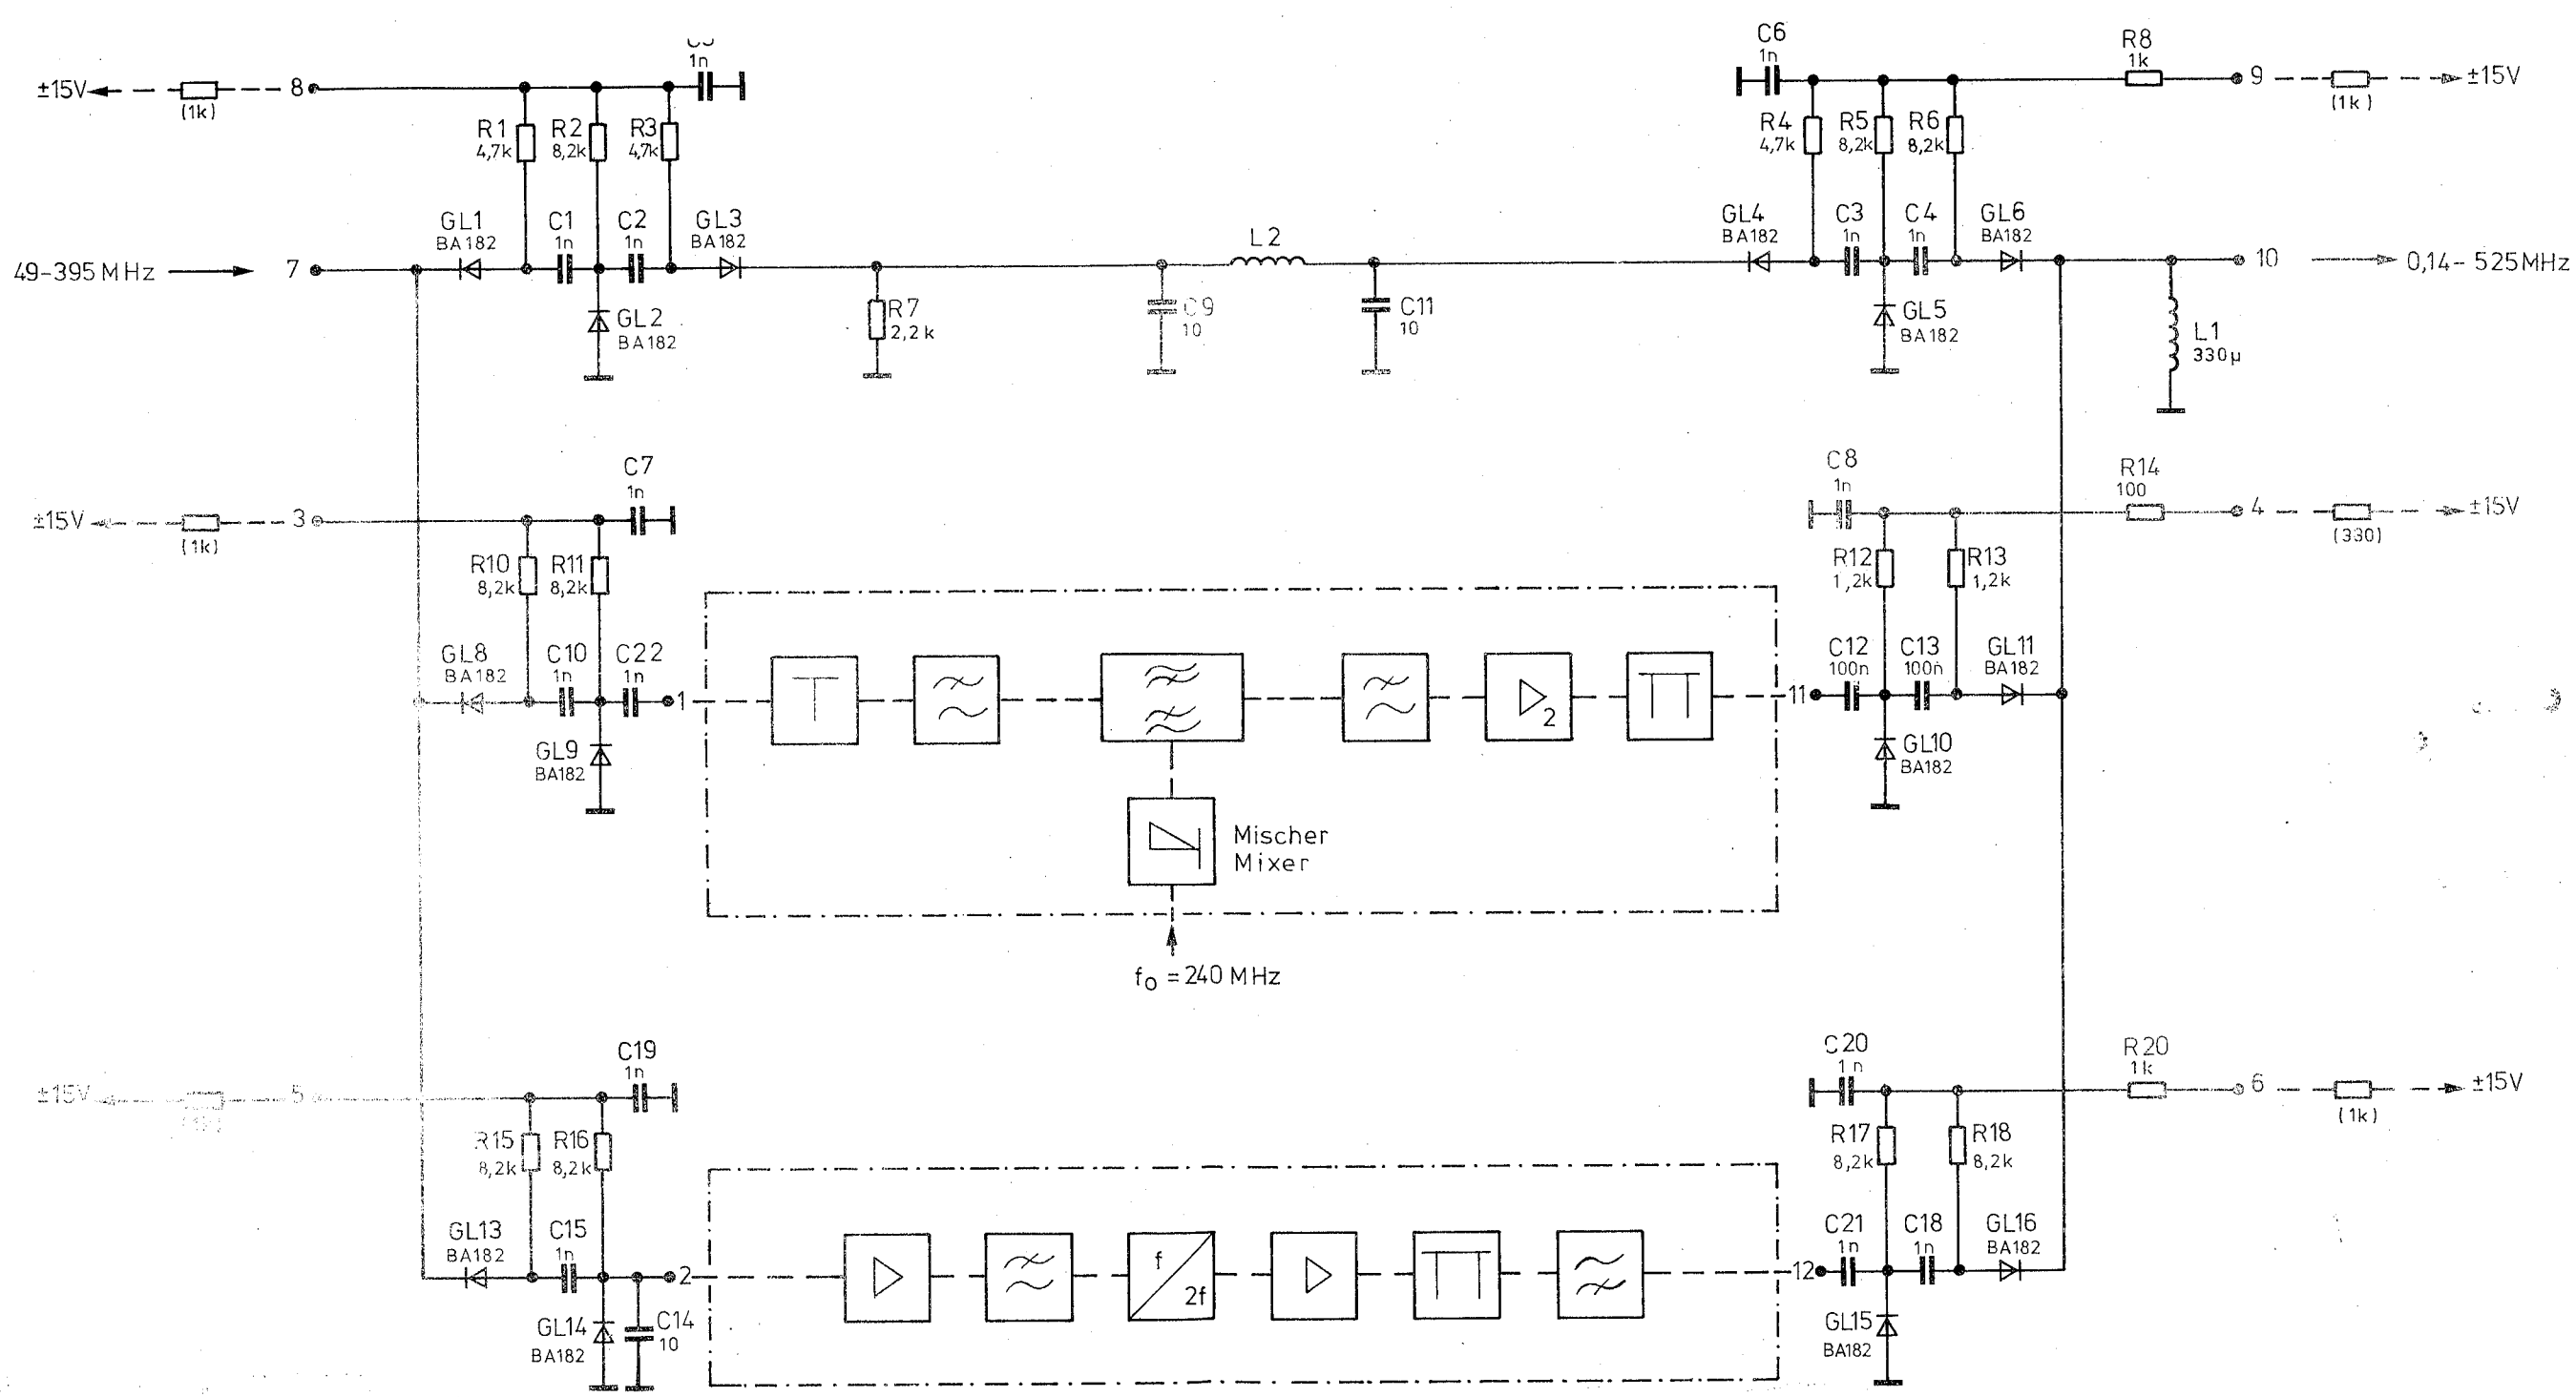 C6
1n
R8
1k
1n
±15V
(1k)
8
9
(1k)
±15V
R1
4,7k
R2
8,2k
R3
4,7k
R4
4,7k
R5
8,2k
R6
8,2k
GL1
BA182
C1
1n
C2
1n
GL3
BA182
L2
GL4
BA182
C3
1n
C4
1n
GL6
BA182
49-395 MHz
7
10
0,14- 525MHz
GL2
BA182
R7
2,2k
C9
10
C11
10
GL5
BA182
L1
330µ
C7
1n
C8
1n
R14
100
±15V
(1k)
3
4
(330)
±15V
R10
8,2k
R11
8,2k
R12
1,2k
R13
1,2k
GL8
BA182
C10
1n
C22
1n
1
2
11
C12
100n
C13
100n
GL11
BA182
GL9
BA182
GL10
BA182
Mischer
Mixer
fo = 240 MHz
C19
1n
C20
1n
R20
1k
±15V
5
6
(1k)
±15V
R15
8,2k
R16
8,2k
R17
8,2k
R18
8,2k
GL13
BA182
C15
1n
2
f
2f
12
C21
1n
C18
1n
GL16
BA182
GL14
BA182
C14
10
GL15
BA182